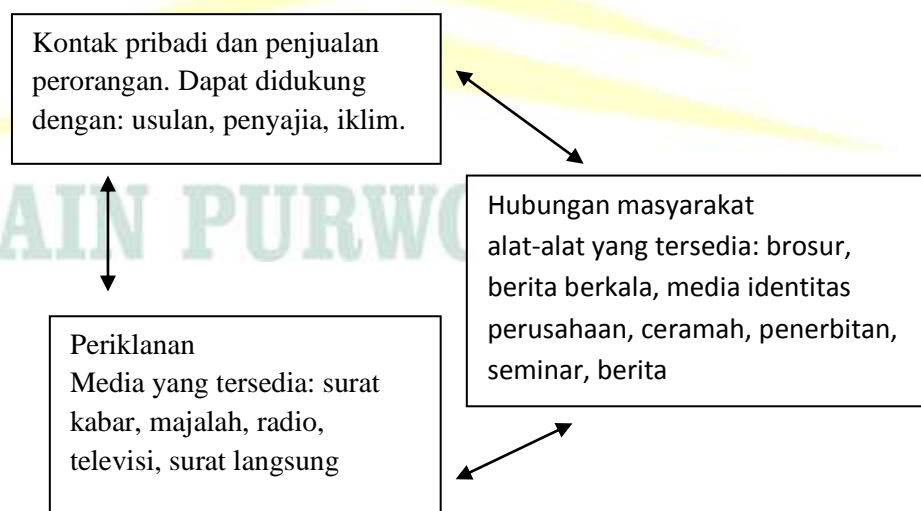 Kontak pribadi dan penjualan
perorangan. Dapat didukung
dengan: usulan, penyajia, iklim.
AIN PURWO
Hubungan masyarakat
alat-alat yang tersedia: brosur,
berita berkala, media identitas
perusahaan, ceramah, penerbitan,
seminar, berita
Periklanan
Media yang tersedia: surat
kabar, majalah, radio,
televisi, surat langsung